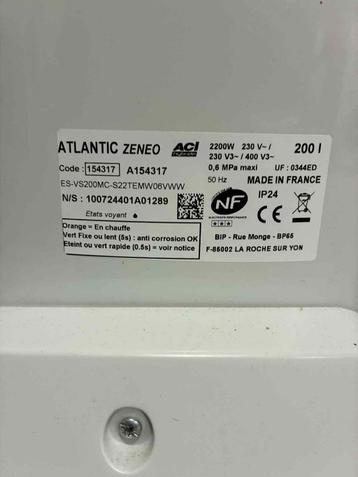 ATLANTIC ZENEO ACI hybride 2200W 230 V~ / 200 l
230 V3~ / 400 V3~
Code : 154317 A154317 0,6 MPa maxi UF : 0344ED
50 Hz MADE IN FRANCE
ES-VS200MC-S22TEMW06VWW
N/S : 100724401A01289 NF IP24
Etats voyant
Orange = En chauffe
Vert Fixe ou lent (5s) : anti corrosion OK
Eteint ou vert rapide (0.5s) = voir notice
BIP - Rue Monge - BP65
F-85002 LA ROCHE SUR YON